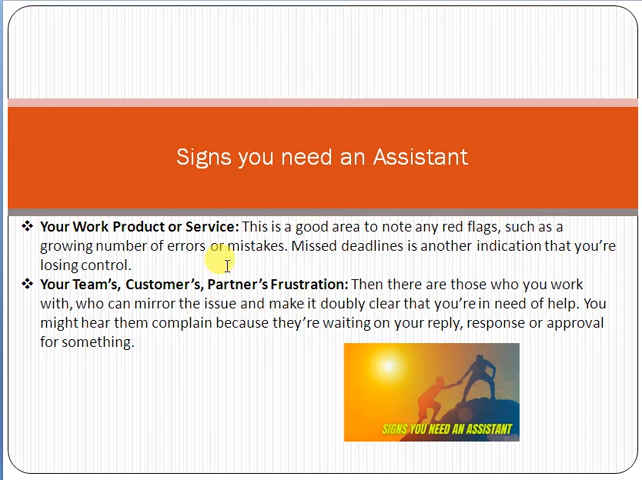 Signs you need an Assistant
❖ Your Work Product or Service: This is a good area to note any red flags, such as a
growing number of errors or mistakes. Missed deadlines is another indication that you’re
losing control.
❖ Your Team’s, Customer’s, Partner’s Frustration: Then there are those who you work
with, who can mirror the issue and make it doubly clear that you’re in need of help. You
might hear them complain because they’re waiting on your reply, response or approval
for something.
SIGNS YOU NEED AN ASSISTANT